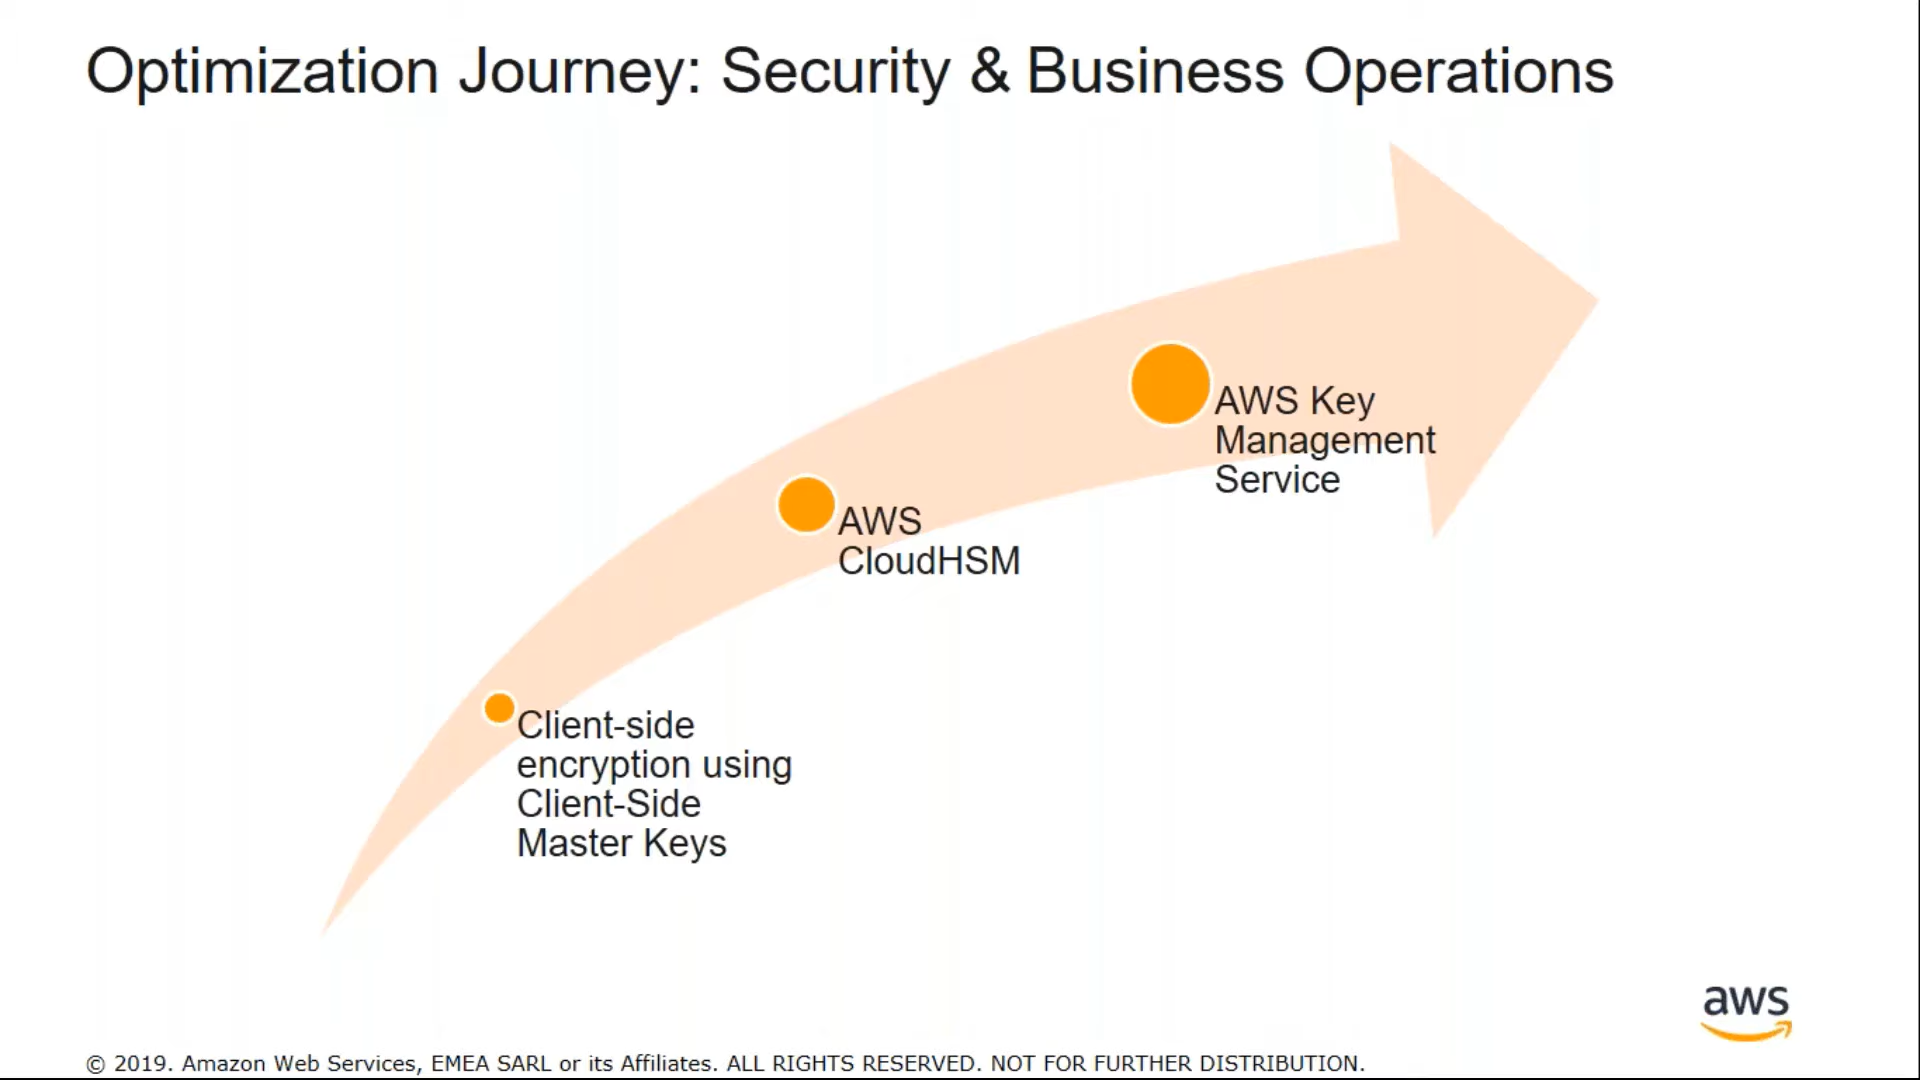 Optimization Journey: Security & Business Operations
AWS Key
Management
Service
AWS
CloudHSM
Client-side
encryption using
Client-Side
Master Keys
aws
© 2019. Amazon Web Services, EMEA SARL or its Affiliates. ALL RIGHTS RESERVED. NOT FOR FURTHER DISTRIBUTION.